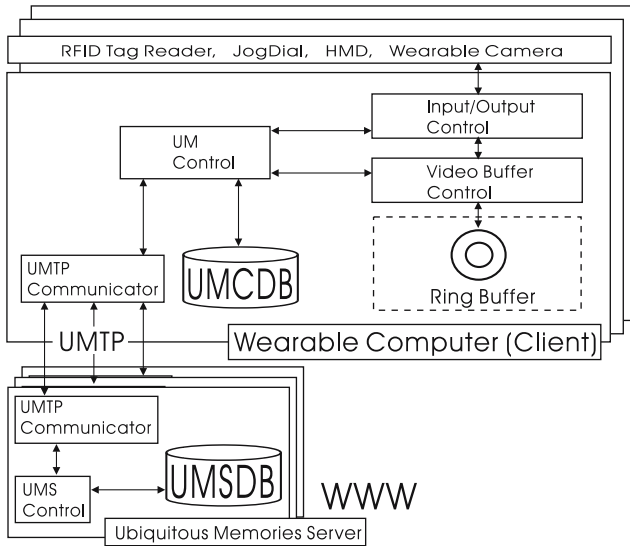 RFID Tag Reader, JogDial, HMD, Wearable Camera
Input/Output
Control
UM
Control
Video Buffer
Control
UMTP
Communicator
UMCDB
Ring Buffer
UMTP
Wearable Computer (Client)
UMTP
Communicator
UMS
Control
UMSDB
WWW
Ubiquitous Memories Server